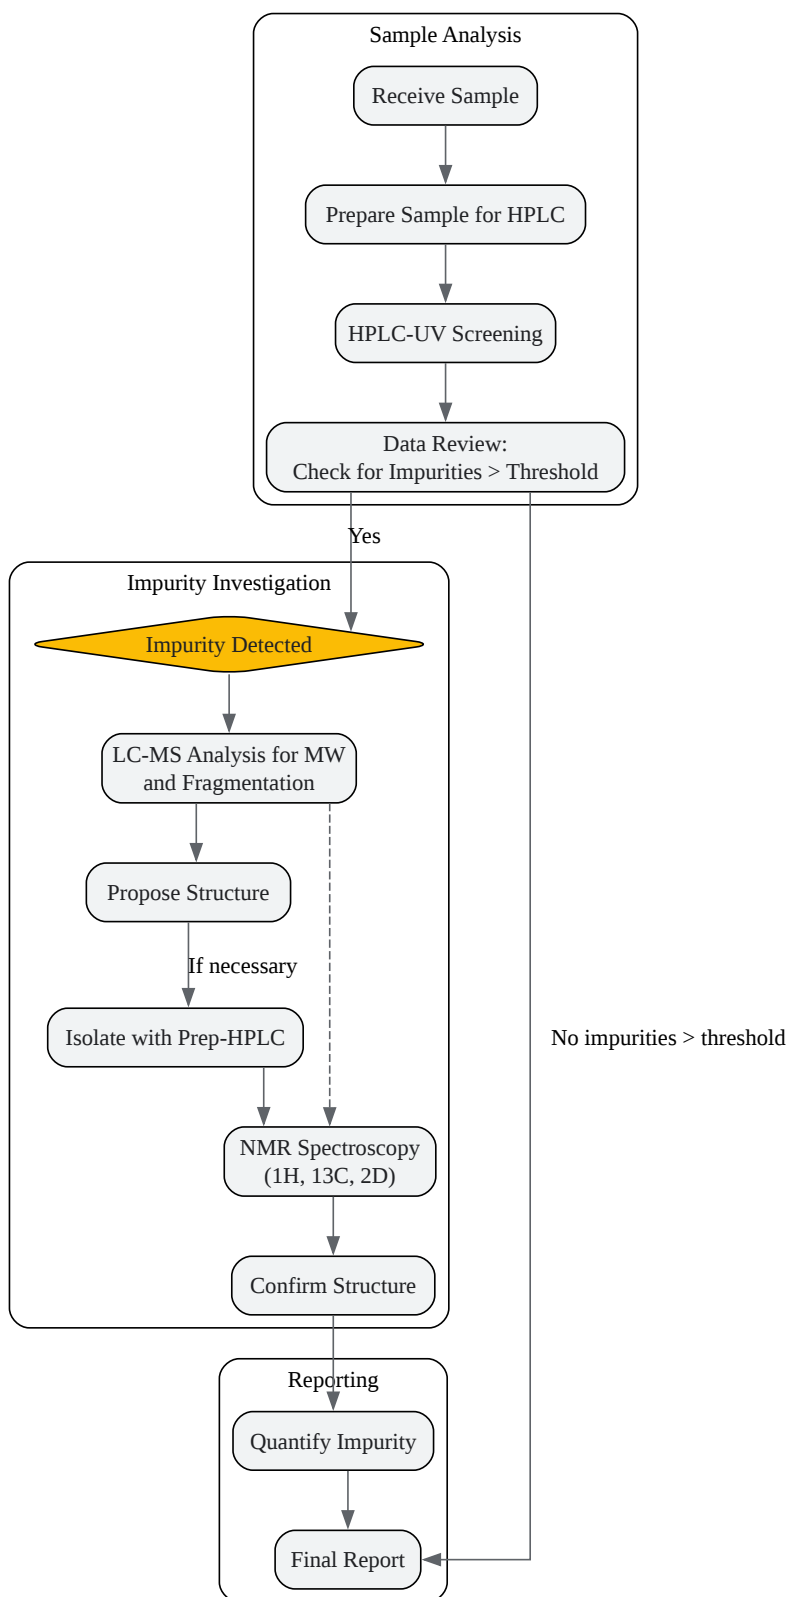 Sample Analysis
Receive Sample
Prepare Sample for HPLC
HPLC-UV Screening
Data Review:
Check for Impurities > Threshold
Yes
Impurity Investigation
Impurity Detected
LC-MS Analysis for MW
and Fragmentation
Propose Structure
If necessary
Isolate with Prep-HPLC
No impurities > threshold
NMR Spectroscopy
(1H, 13C, 2D)
Confirm Structure
Reporting
Quantify Impurity
Final Report